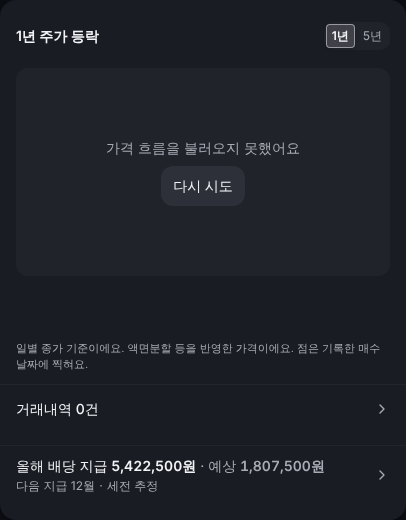 1년 주가 등락
1년 5년
가격 흐름을 불러오지 못했어요
다시 시도
일별 종가 기준이에요. 액면분할 등을 반영한 가격이에요. 점은 기록한 매수
날짜에 찍혀요.
거래내역 0건
올해 배당 지급 5,422,500원 · 예상 1,807,500원
다음 지급 12월 · 세전 추정